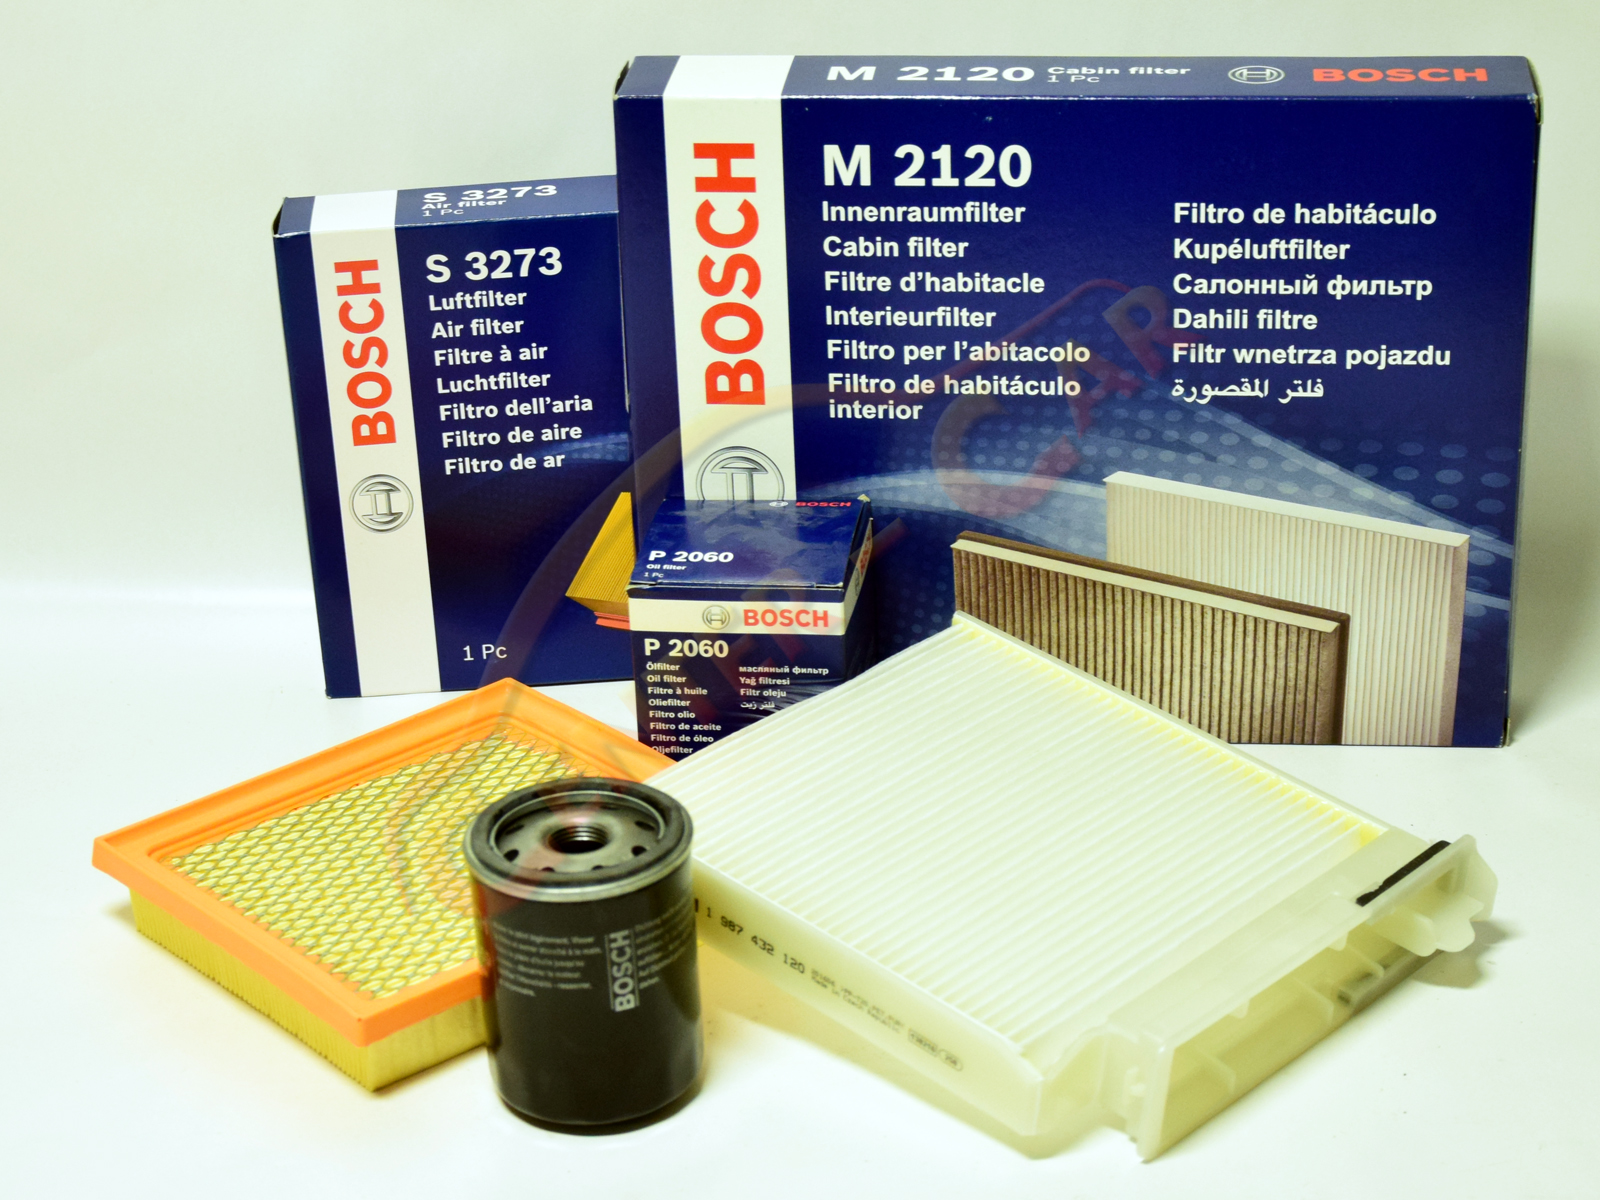 S 3273
Air filter
1 Pc
BOSCH
S 3273
Luftfilter
Air filter
Filtre à air
Luchtfilter
Filtro dell'aria
Filtro de aire
Filtro de ar
1 Pc
M 2120 Cabin filter
1 Pc
BOSCH
BOSCH
M 2120
Innenraumfilter
Cabin filter
Filtre d'habitacle
Interieurfilter
Filtro per l'abitacolo
Filtro de habitáculo
interior
Filtro de habitáculo
Kupéluftfilter
Салонный фильтр
Dahili filtre
Filtr wnetrza pojazdu
فلتر المقصورة
CAR
BOSCH
P 2060
Oil filter
1 Pc
BOSCH
P 2060
Ölfilter
Oil filter
Filtre à huile
Oliefilter
Filtro olio
Filtro de aceite
Filtro de óleo
Oljefilter
масляный фильтр
Yağ filtresi
Filtr oleju
فلتر زيت
BOSCH
1 987 432 120